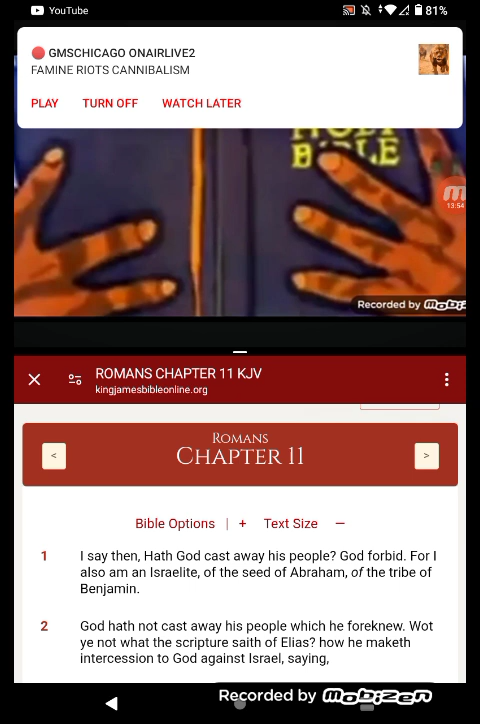 YouTube
81%
GMSCHICAGO ONAIRLIVE2
FAMINE RIOTS CANNIBALISM
PLAY TURN OFF WATCH LATER
HOLY
BIBLE
13:54
Recorded by
ROMANS CHAPTER 11 KJV
kingjamesbibleonline.org
ROMANS
CHAPTER 11
< >
Bible Options | + Text Size −
1 I say then, Hath God cast away his people? God forbid. For I
also am an Israelite, of the seed of Abraham, of the tribe of
Benjamin.
2 God hath not cast away his people which he foreknew. Wot
ye not what the scripture saith of Elias? how he maketh
intercession to God against Israel, saying,
Recorded by Mobizen